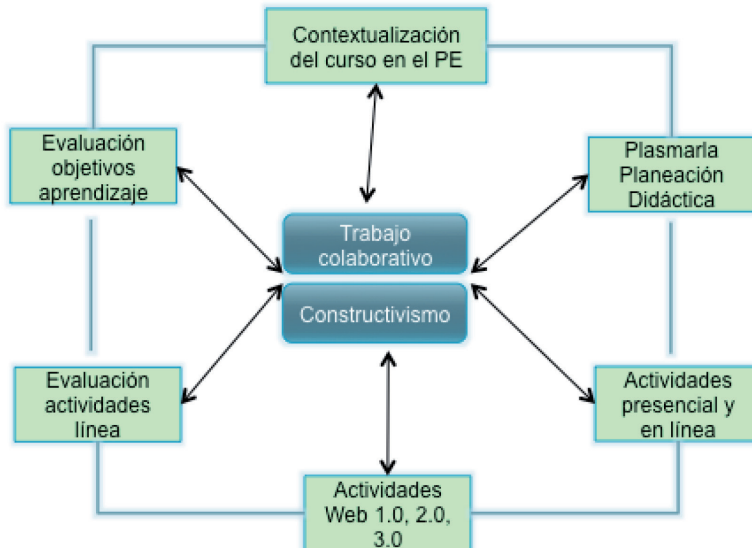 Contextualización
del curso en el PE
Evaluación
objetivos
aprendizaje
Plasmarla
Planeación
Didáctica
Trabajo
colaborativo
Constructivismo
Evaluación
actividades
línea
Actividades
presencial y
en línea
Actividades
Web 1.0, 2.0,
3.0